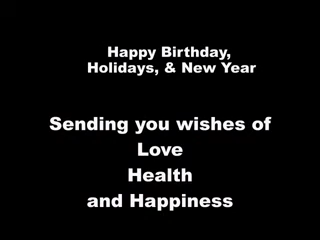 Happy Birthday,
Holidays, & New Year
Sending you wishes of
Love
Health
and Happiness